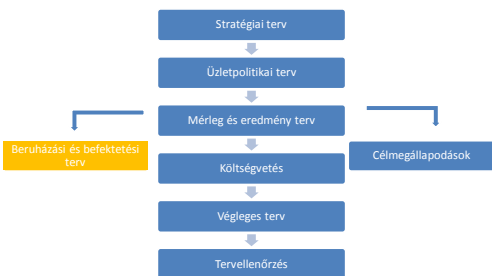 Stratégiai terv
Üzletpolitikai terv
Mérleg és eredmény terv
Beruházási és befektetési
terv
Célmegállapodások
Költségvetés
Végleges terv
Tervellenőrzés